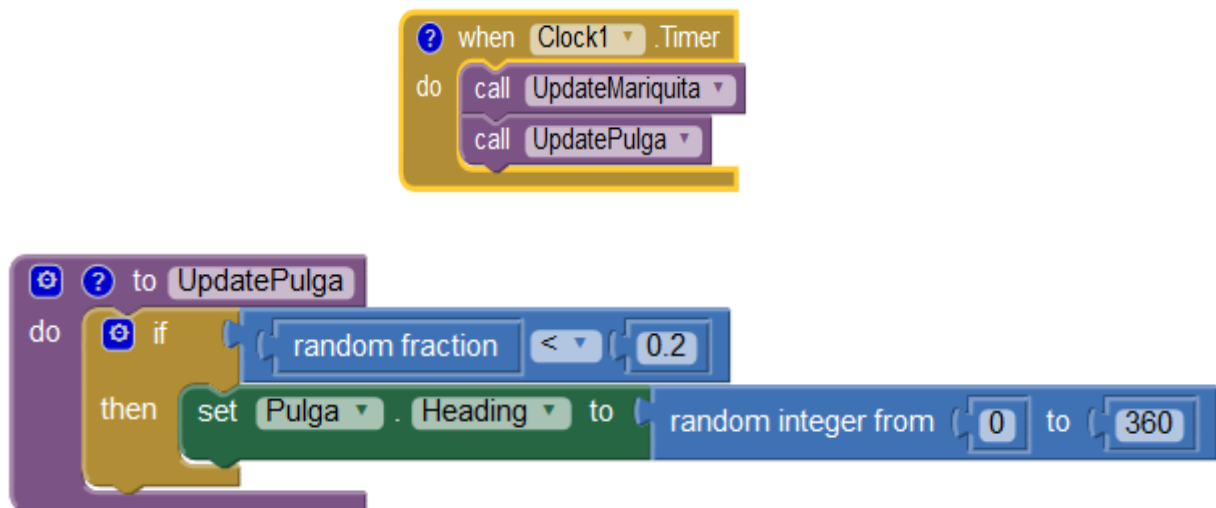 ? when Clock1 .Timer
do call UpdateMariquita
call UpdatePulga
? to UpdatePulga
do if random fraction < 0.2
then set Pulga . Heading to random integer from 0 to 360